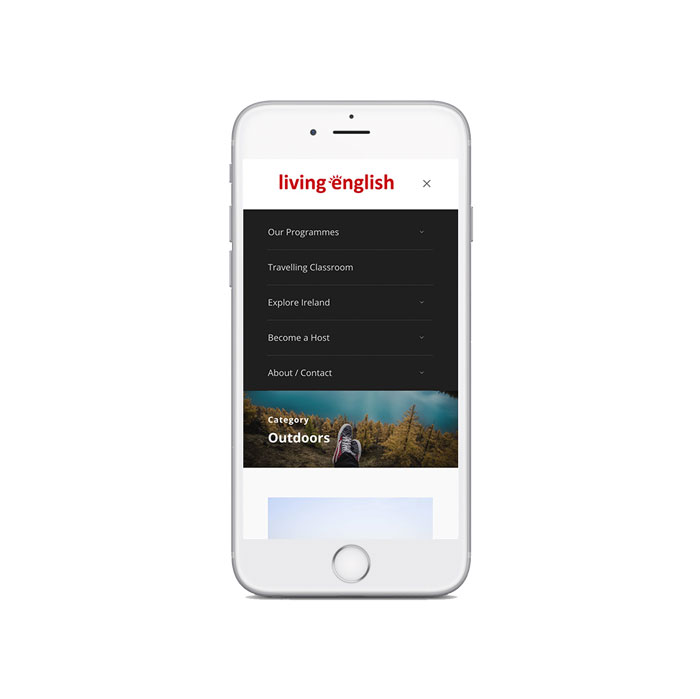 living english
Our Programmes
Travelling Classroom
Explore Ireland
Become a Host
About / Contact
Category
Outdoors